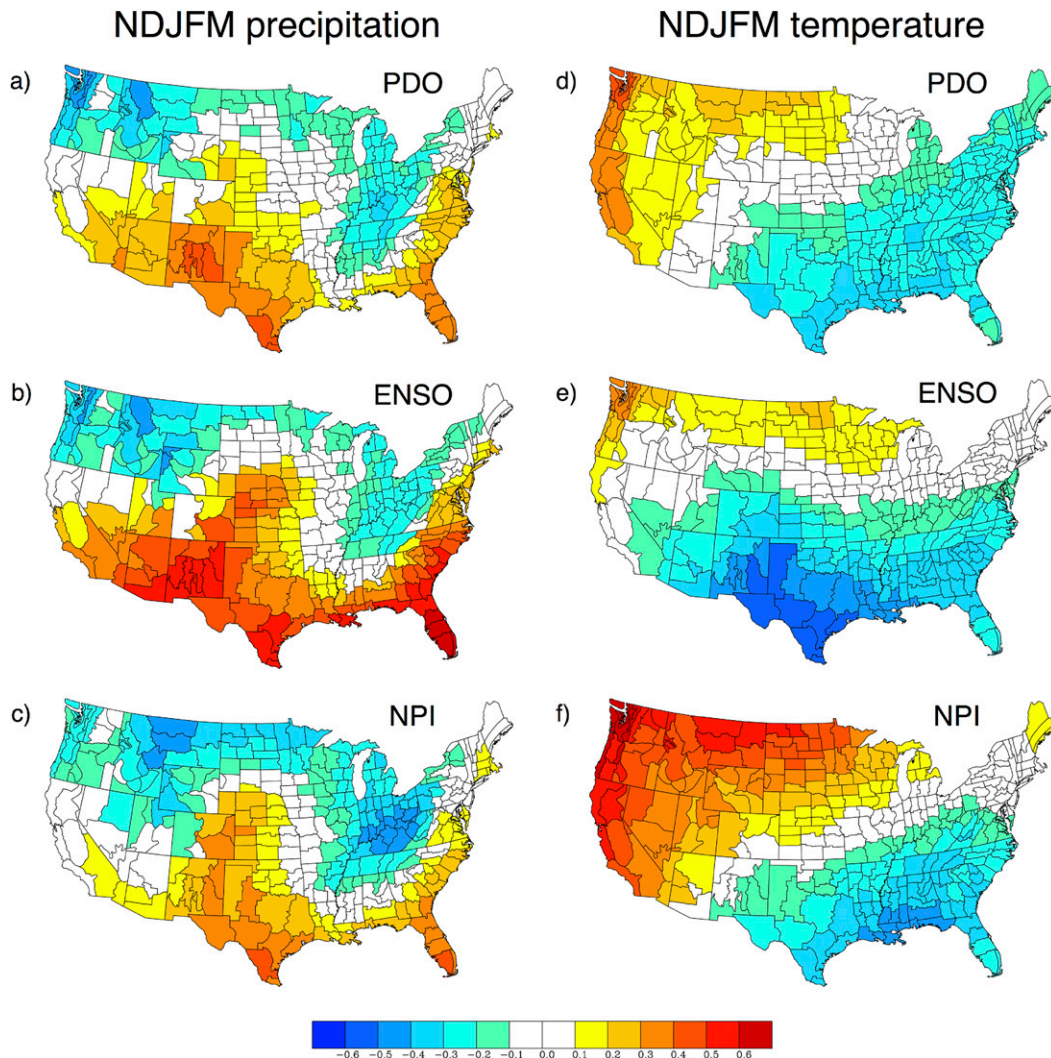 NDJFM precipitation
NDJFM temperature
a)
PDO
d)
PDO
b)
ENSO
e)
ENSO
c)
NPI
f)
NPI
−0.6 −0.5 −0.4 −0.3 −0.2 −0.1 0.0 0.1 0.2 0.3 0.4 0.5 0.6